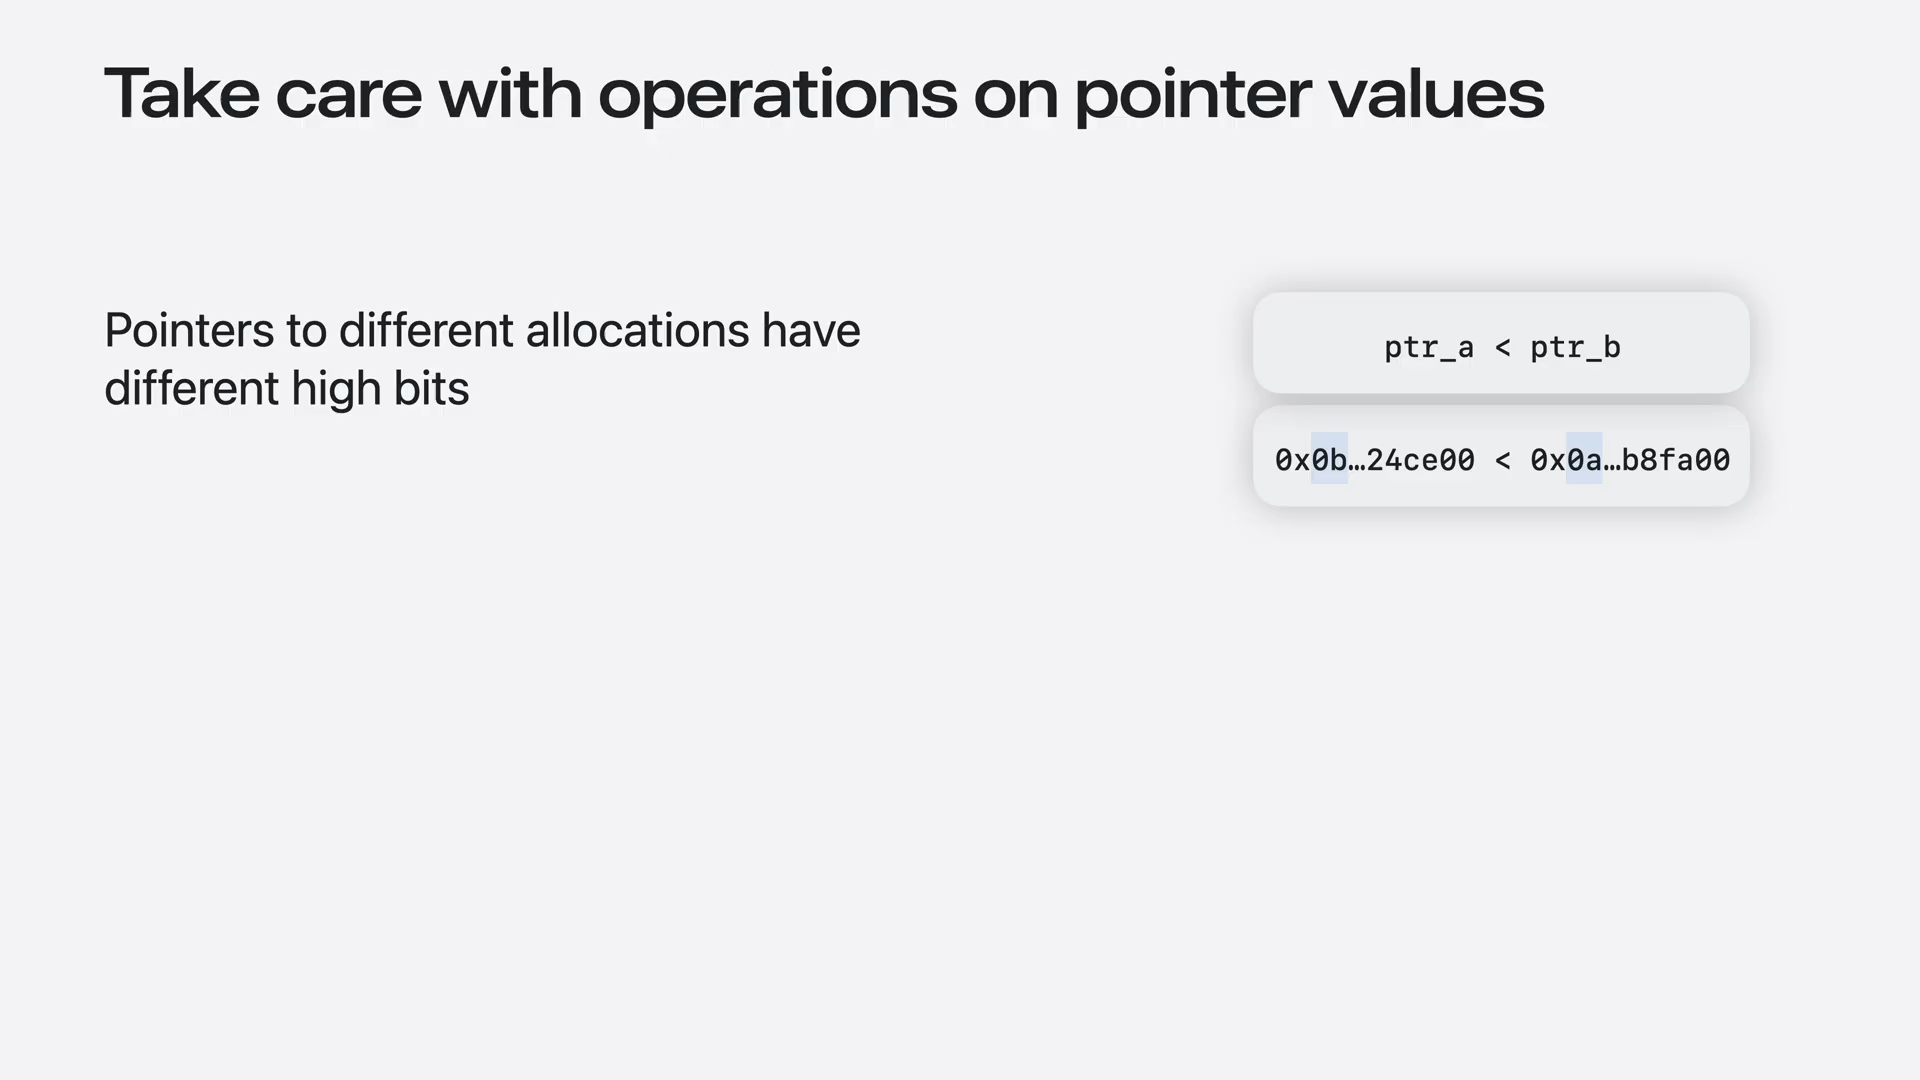 Take care with operations on pointer values
Pointers to different allocations have
different high bits
ptr_a < ptr_b
0x0b…24ce00 < 0x0a…b8fa00